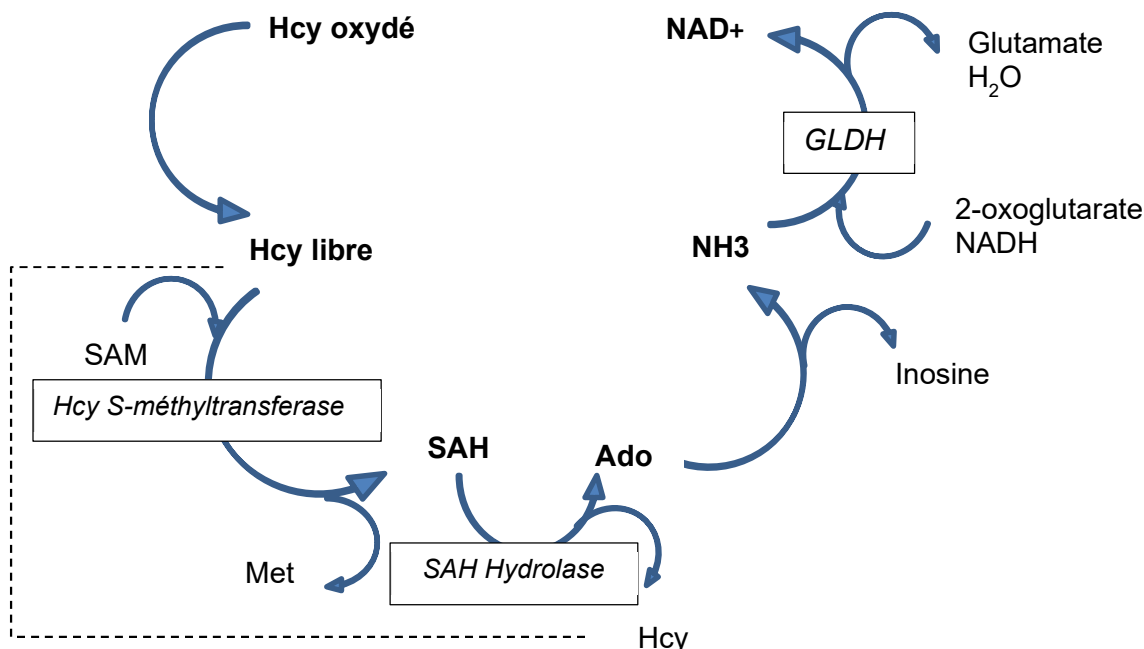 Hcy oxydé
NAD+
Glutamate
H₂O
GLDH
2-oxoglutarate
NADH
Hcy libre
NH3
SAM
Inosine
Hcy S-méthyltransferase
SAH
Ado
Met
SAH Hydrolase
Hcy